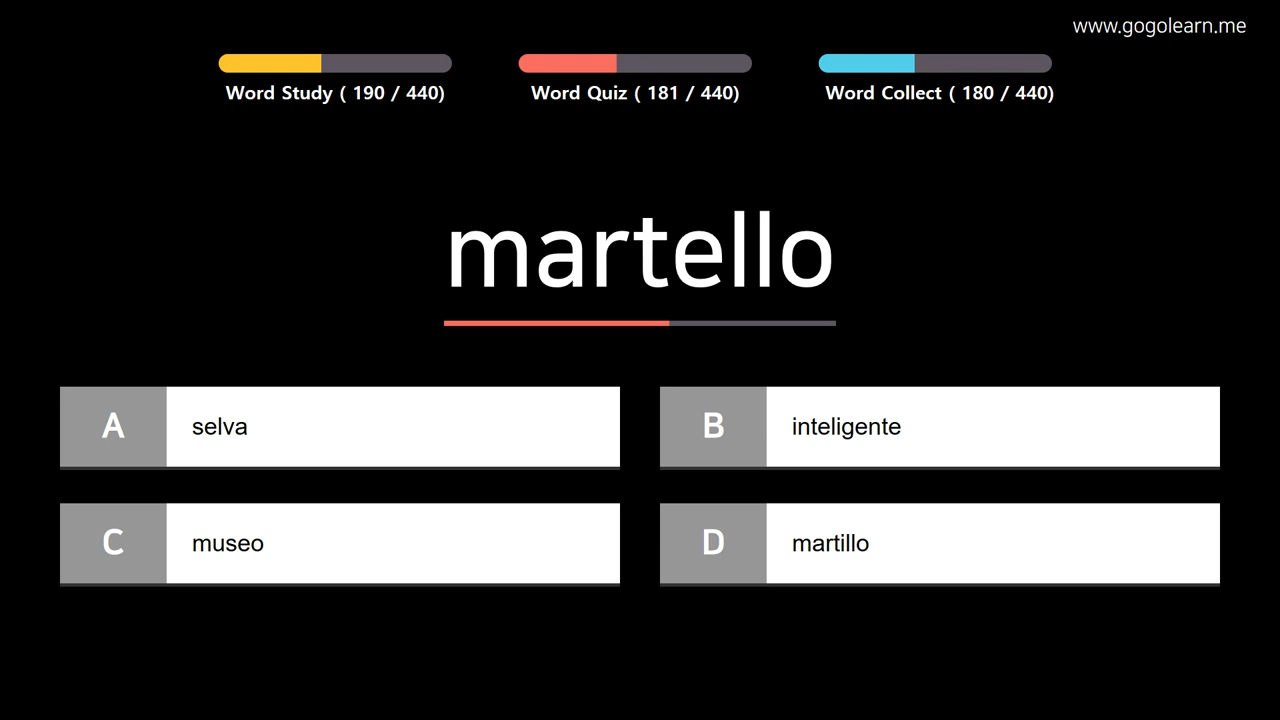 www.gogolearn.me
Word Study ( 190 / 440)
Word Quiz ( 181 / 440)
Word Collect ( 180 / 440)
martello
A selva
B inteligente
C museo
D martillo